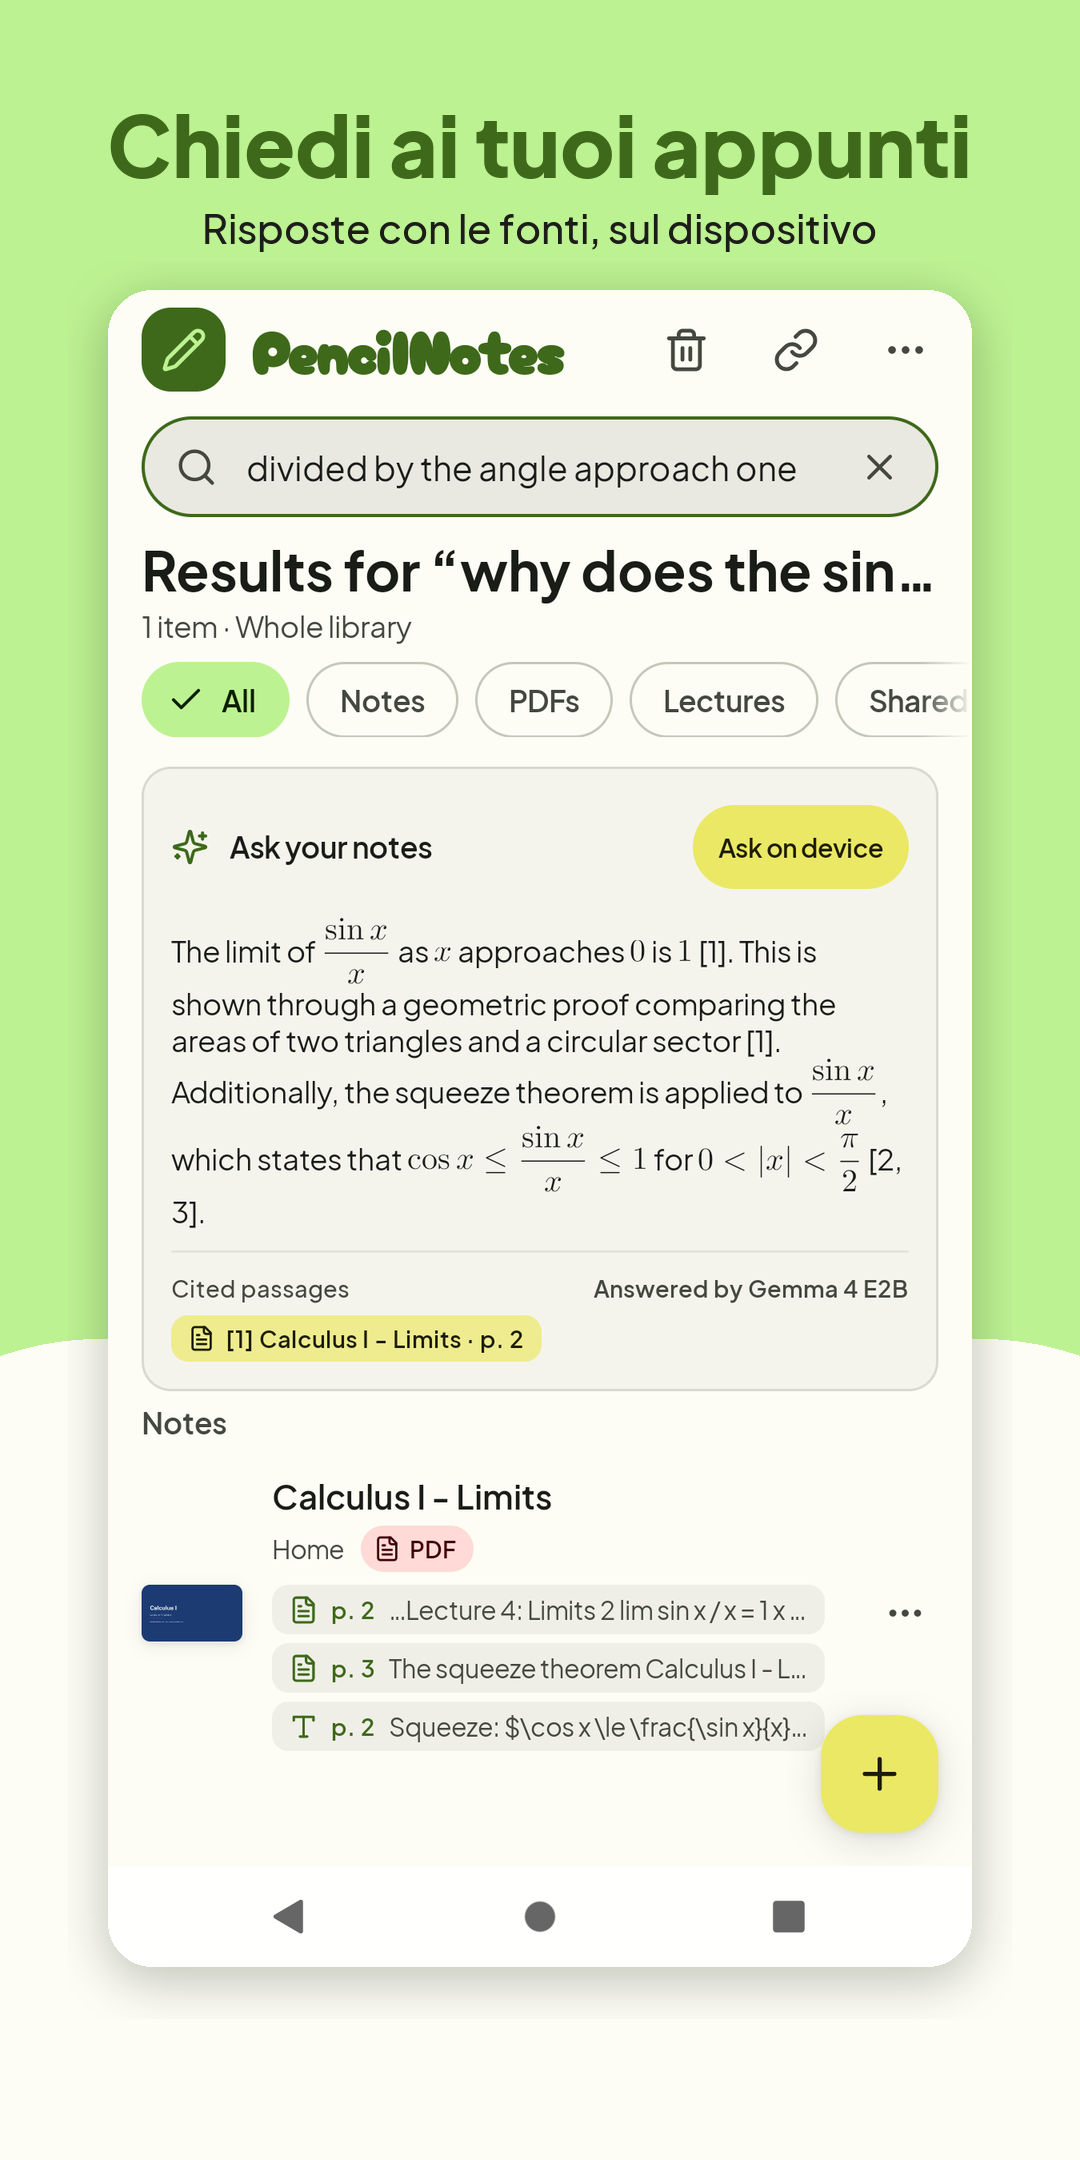 Chiedi ai tuoi appunti
Risposte con le fonti, sul dispositivo
PencilNotes
divided by the angle approach one
Results for “why does the sin...
1 item · Whole library
All
Notes
PDFs
Lectures
Shared
Ask your notes
Ask on device
The limit of \frac{\sin x}{x} as x approaches 0 is 1 [1]. This is
shown through a geometric proof comparing the
areas of two triangles and a circular sector [1].
Additionally, the squeeze theorem is applied to \frac{\sin x}{x},
which states that cos x ≤ \frac{\sin x}{x} ≤ 1 for 0 < |x| < \frac{π}{2} [2,
3].
Cited passages
Answered by Gemma 4 E2B
[1] Calculus I – Limits · p. 2
Notes
Calculus I – Limits
Home
PDF
p. 2 ...Lecture 4: Limits 2 lim sin x / x = 1 x ...
p. 3 The squeeze theorem Calculus I - L...
p. 2 Squeeze: $\cos x \le \frac{\sin x}{x}...
Calculus I